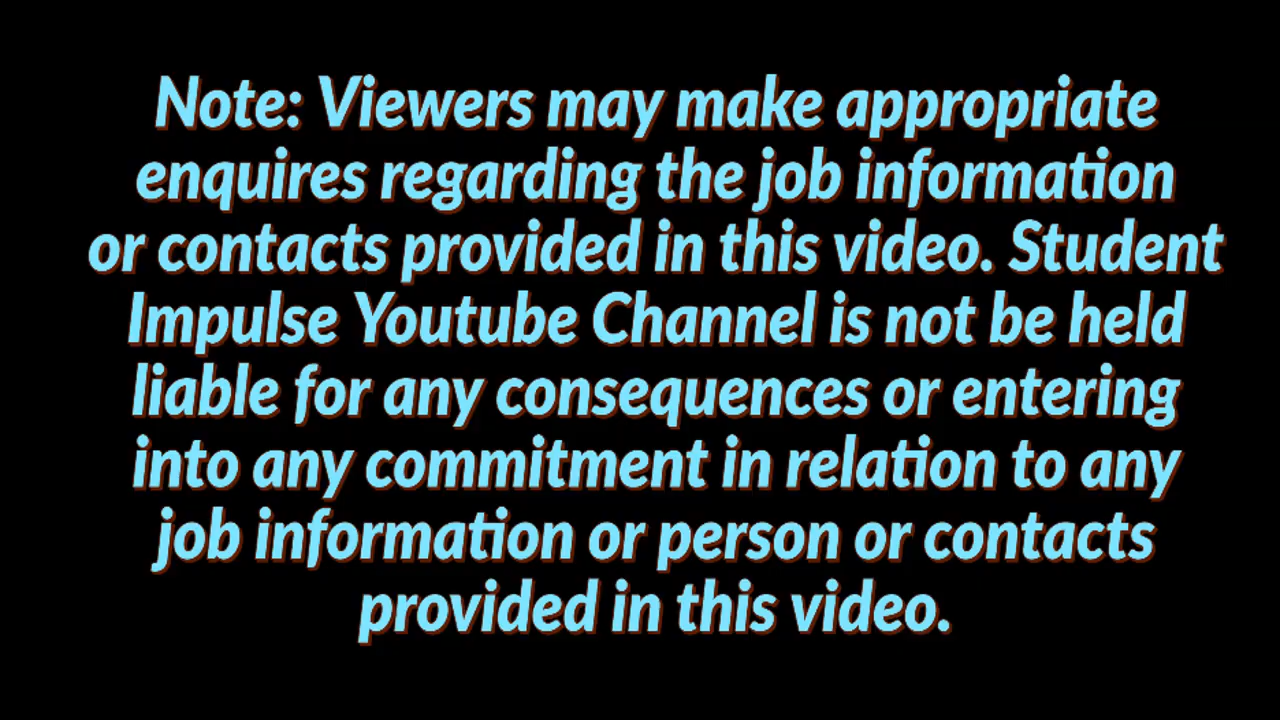 Note: Viewers may make appropriate
enquires regarding the job information
or contacts provided in this video. Student
Impulse Youtube Channel is not be held
liable for any consequences or entering
into any commitment in relation to any
job information or person or contacts
provided in this video.